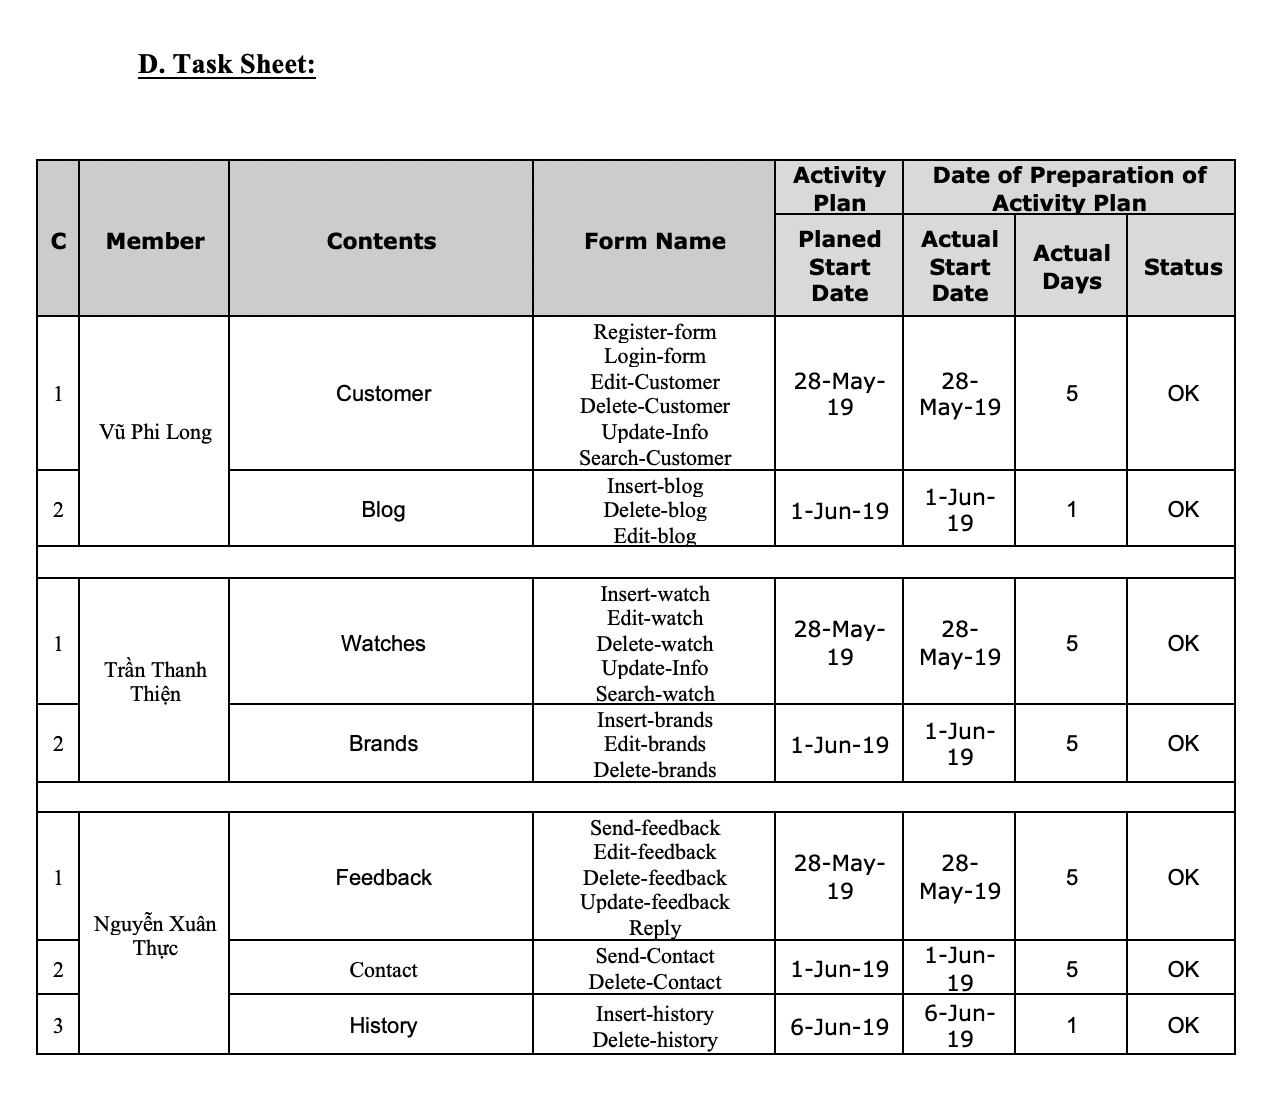 D. Task Sheet:
C
Member
Contents
Form Name
Activity
Plan
Date of Preparation of
Activity Plan
Planed
Start
Date
Actual
Start
Date
Actual
Days
Status
1
Vũ Phi Long
Customer
Register-form
Login-form
Edit-Customer
Delete-Customer
Update-Info
Search-Customer
28-May-
19
28-
May-19
5
OK
2
Blog
Insert-blog
Delete-blog
Edit-blog
1-Jun-19
1-Jun-
19
1
OK
1
Trần Thanh
Thiện
Watches
Insert-watch
Edit-watch
Delete-watch
Update-Info
Search-watch
28-May-
19
28-
May-19
5
OK
2
Brands
Insert-brands
Edit-brands
Delete-brands
1-Jun-19
1-Jun-
19
5
OK
1
Nguyễn Xuân
Thực
Feedback
Send-feedback
Edit-feedback
Delete-feedback
Update-feedback
Reply
28-May-
19
28-
May-19
5
OK
2
Contact
Send-Contact
Delete-Contact
1-Jun-19
1-Jun-
19
5
OK
3
History
Insert-history
Delete-history
6-Jun-19
6-Jun-
19
1
OK